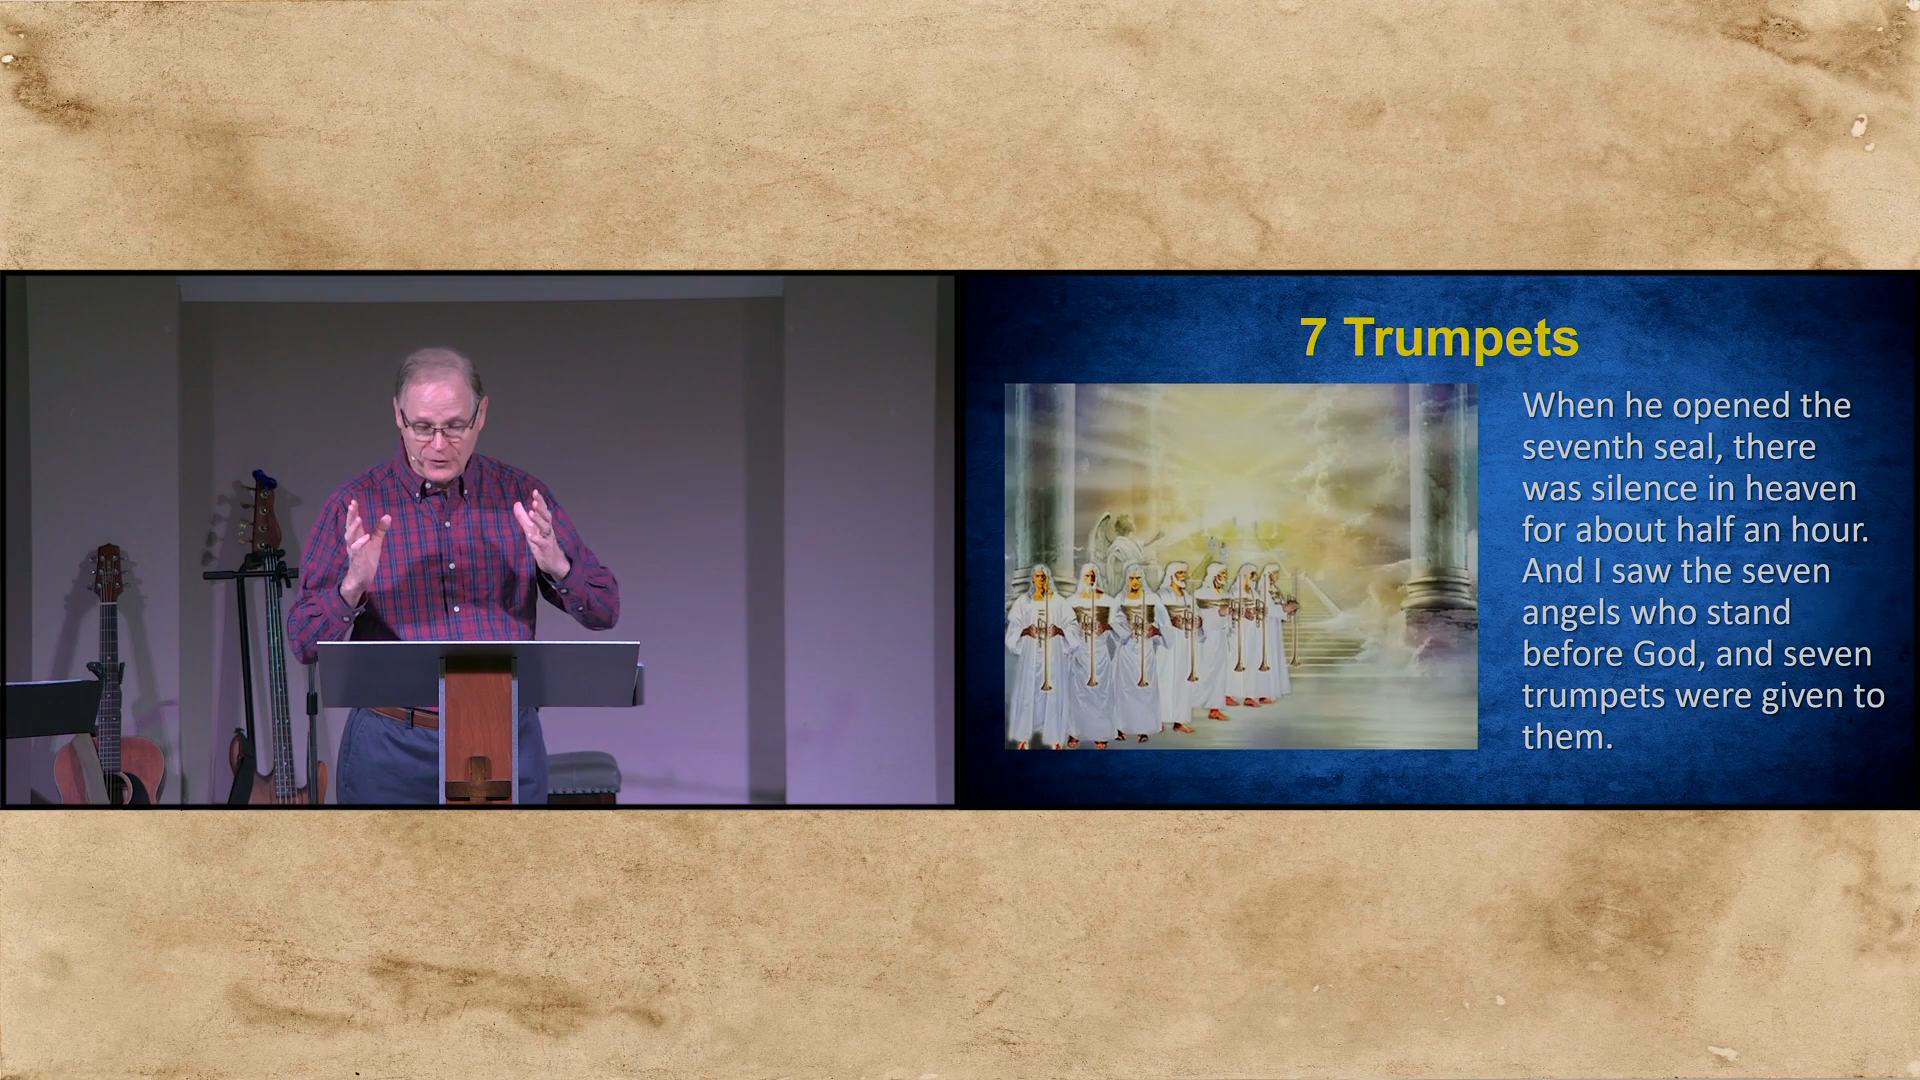 7 Trumpets
When he opened the
seventh seal, there
was silence in heaven
for about half an hour.
And I saw the seven
angels who stand
before God, and seven
trumpets were given to
them.